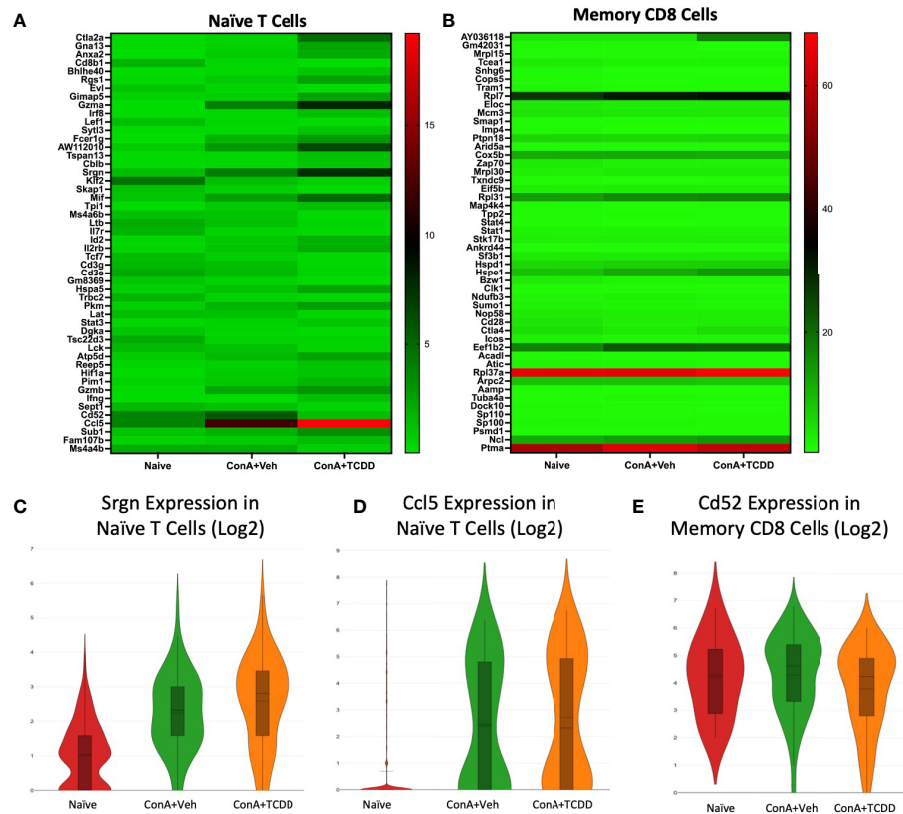 A
Naïve T Cells
Ctla2a
Gna13
Anxa2
Cd8b1
Bhlhe40
Rgs1
Evl
Gimap5
Gzma
Irf8
Lef1
Sytl3
Fcer1g
AW112010
Tspan13
Cblb
Srgn
Klf2
Skap1
Mif
Tpi1
Ms4a6b
Ltb
Il7r
Id2
Il2rb
Tcf7
Cd3g
Cd3e
Gm8369
Hspa5
Trbc2
Pkm
Lat
Stat3
Dgka
Tsc22d3
Lck
Atp5d
Reep5
Hif1a
Pim1
Gzmb
Ifng
Sept1
Cd52
Ccl5
Sub1
Fam107b
Ms4a4b
Naive
ConA+Veh
ConA+TCDD
15
10
5
B
Memory CD8 Cells
AY036118
Gm42031
Mrpl15
Tcea1
Snhg6
Cops5
Tram1
Rpl7
Eloc
Mcm3
Smap1
Imp4
Ptpn18
Arid5a
Cox5b
Zap70
Mrpl30
Txndc9
Eif5b
Rpl31
Map4k4
Tpp2
Stat4
Stat1
Stk17b
Ankrd44
Sf3b1
Hspd1
Hspe1
Bzw1
Clk1
Ndufb3
Sumo1
Nop58
Cd28
Ctla4
Icos
Eef1b2
Acadl
Atic
Rpl37a
Arpc2
Aamp
Tuba4a
Dock10
Sp110
Sp100
Psmd1
Ncl
Ptma
Naive
ConA+Veh
ConA+TCDD
60
40
20
C
Srgn Expression in
Naïve T Cells (Log2)
7
6
5
4
3
2
1
0
Naïve
ConA+Veh
ConA+TCDD
D
Ccl5 Expression in
Naïve T Cells (Log2)
9
8
7
6
5
4
3
2
1
0
Naïve
ConA+Veh
ConA+TCDD
E
Cd52 Expression in
Memory CD8 Cells (Log2)
8
7
6
5
4
3
2
1
0
Naïve
ConA+Veh
ConA+TCDD